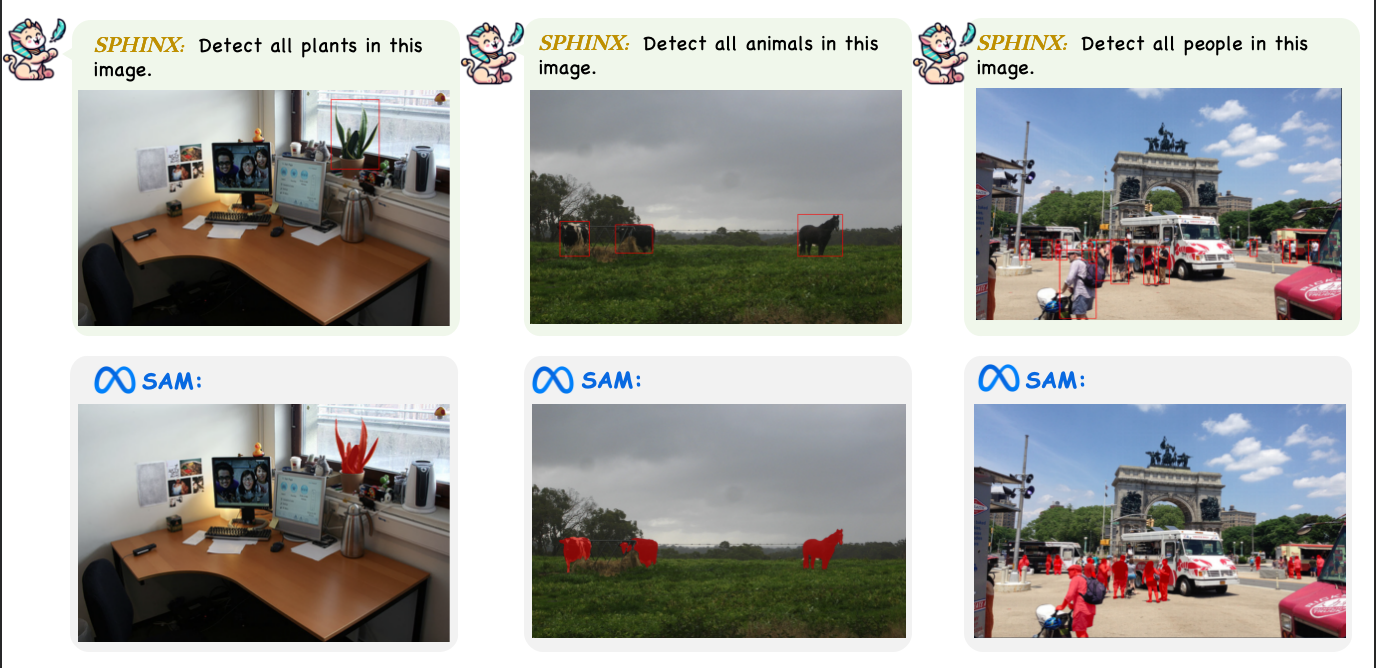 SPHINX: Detect all plants in this
image.
SPHINX: Detect all animals in this
image.
SPHINX: Detect all people in this
image.
SAM:
SAM:
SAM: